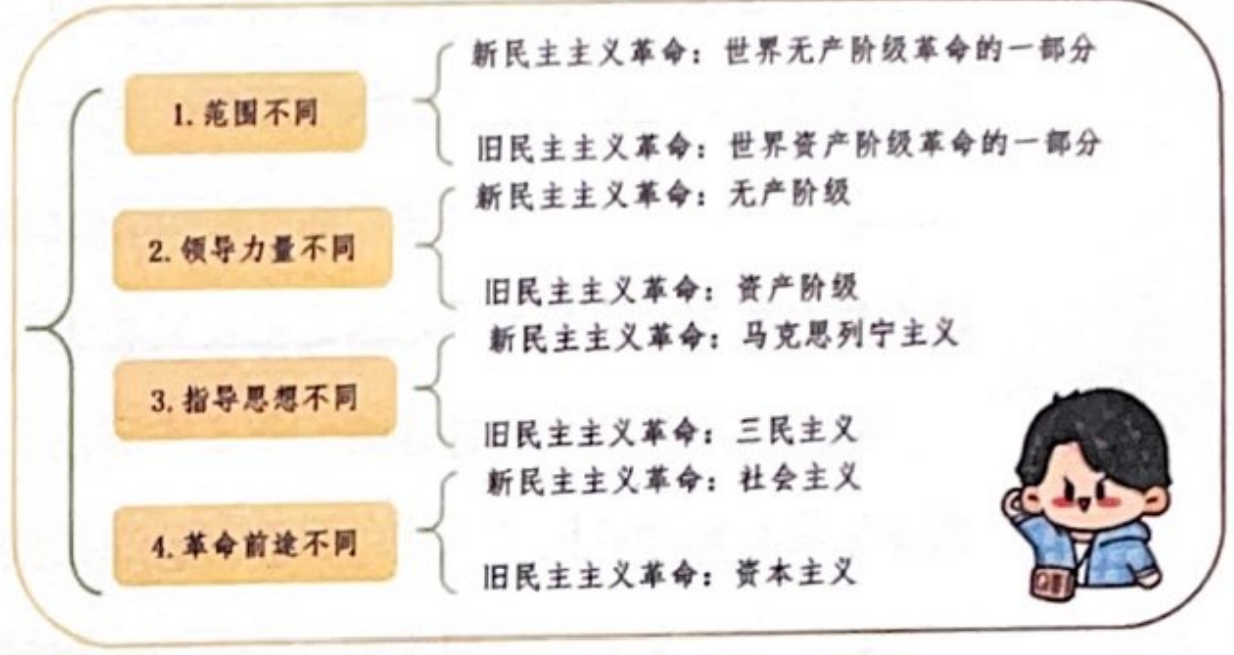 新民主主义革命：世界无产阶级革命的一部分
1.范围不同
旧民主主义革命：世界资产阶级革命的一部分
新民主主义革命：无产阶级
2.领导力量不同
旧民主主义革命：资产阶级
新民主主义革命：马克思列宁主义
3.指导思想不同
旧民主主义革命：三民主义
新民主主义革命：社会主义
4.革命前途不同
旧民主主义革命：资本主义